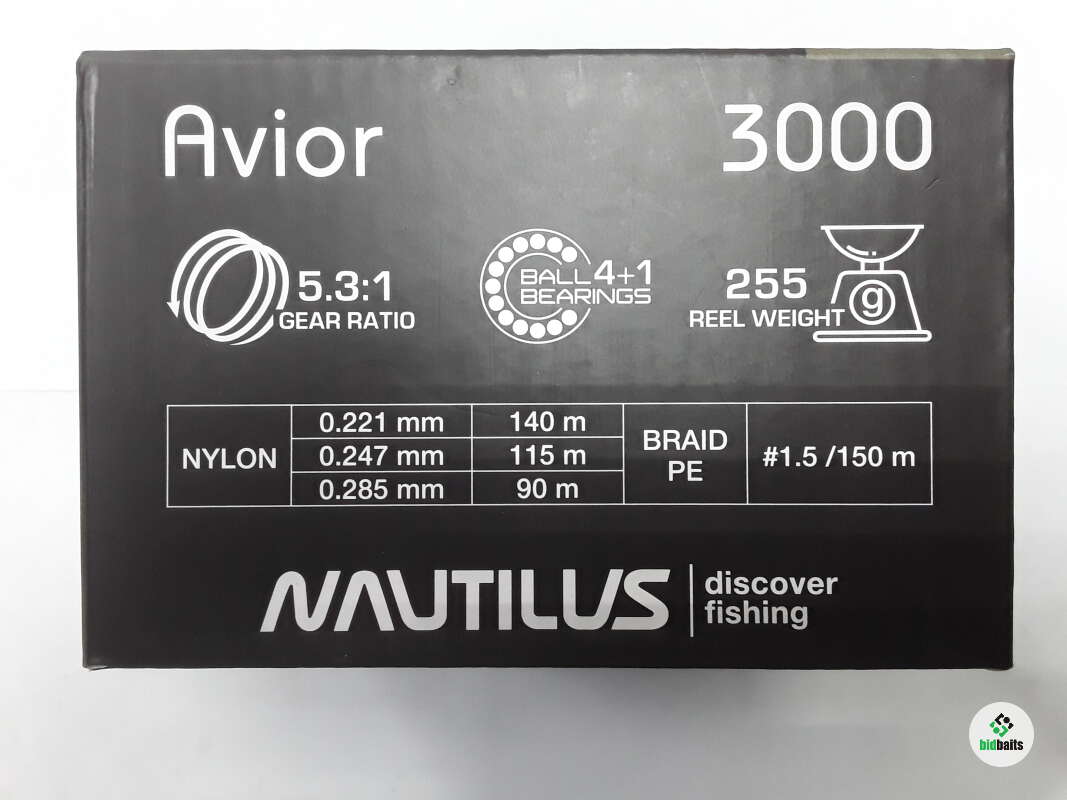 Avior 3000
5.3:1
GEAR RATIO
BALL 4+1
BEARINGS
255
REEL WEIGHT
g
NYLON
0.221 mm 140 m
0.247 mm 115 m
0.285 mm 90 m
BRAID
PE
#1.5 /150 m
NAUTILUS
discover
fishing
bidbaits